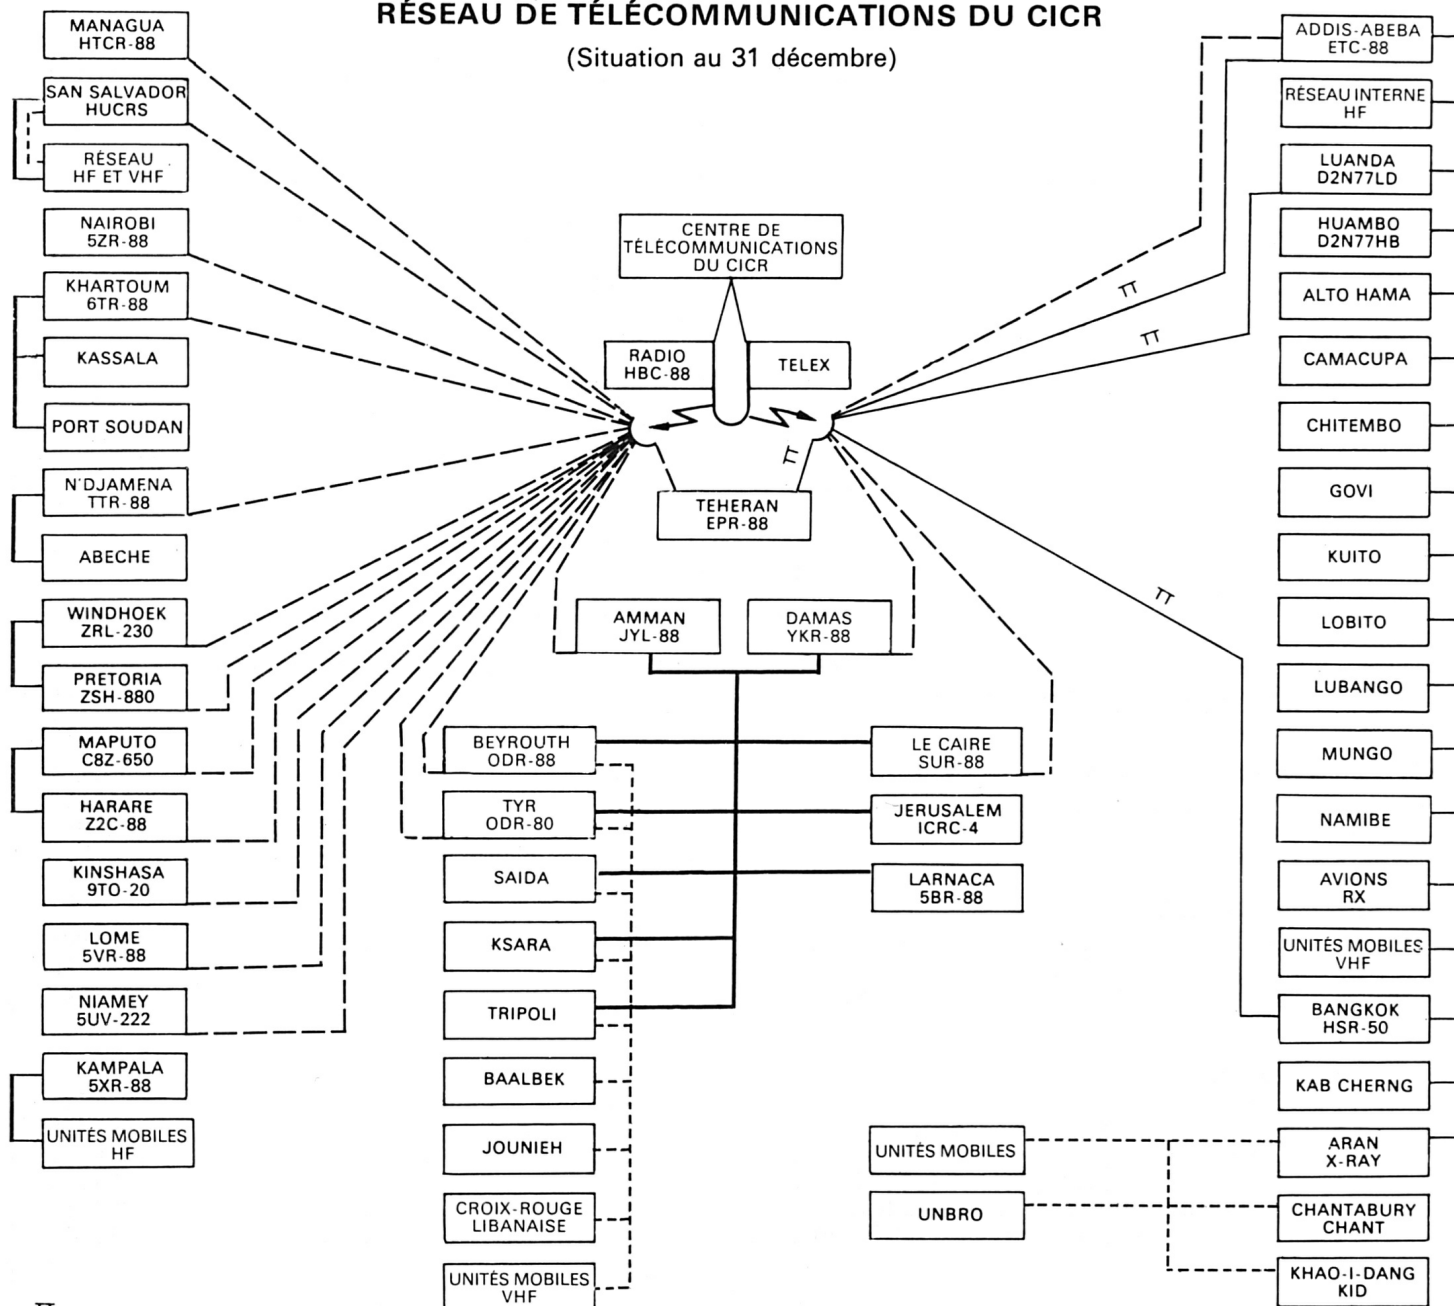 RÉSEAU DE TÉLÉCOMMUNICATIONS DU CICR
(Situation au 31 décembre)
MANAGUA
HTCR-88
SAN SALVADOR
HUCRS
RÉSEAU
HF ET VHF
NAIROBI
5ZR-88
KHARTOUM
6TR-88
KASSALA
PORT SOUDAN
N'DJAMENA
TTR-88
ABECHE
WINDHOEK
ZRL-230
PRETORIA
ZSH-880
MAPUTO
C8Z-650
HARARE
Z2C-88
KINSHASA
9TO-20
LOME
5VR-88
NIAMEY
5UV-222
KAMPALA
5XR-88
UNITÉS MOBILES
HF
CENTRE DE
TÉLÉCOMMUNICATIONS
DU CICR
RADIO
HBC-88
TELEX
TT
TT
TT
TT
TEHERAN
EPR-88
AMMAN
JYL-88
DAMAS
YKR-88
BEYROUTH
ODR-88
TYR
ODR-80
SAIDA
KSARA
TRIPOLI
BAALBEK
JOUNIEH
CROIX-ROUGE
LIBANAISE
UNITÉS MOBILES
VHF
LE CAIRE
SUR-88
JERUSALEM
ICRC-4
LARNACA
5BR-88
UNITÉS MOBILES
UNBRO
ADDIS-ABEBA
ETC-88
RÉSEAU INTERNE
HF
LUANDA
D2N77LD
HUAMBO
D2N77HB
ALTO HAMA
CAMACUPA
CHITEMBO
GOVI
KUITO
LOBITO
LUBANGO
MUNGO
NAMIBE
AVIONS
RX
UNITÉS MOBILES
VHF
BANGKOK
HSR-50
KAB CHERNG
ARAN
X-RAY
CHANTABURY
CHANT
KHAO-I-DANG
KID